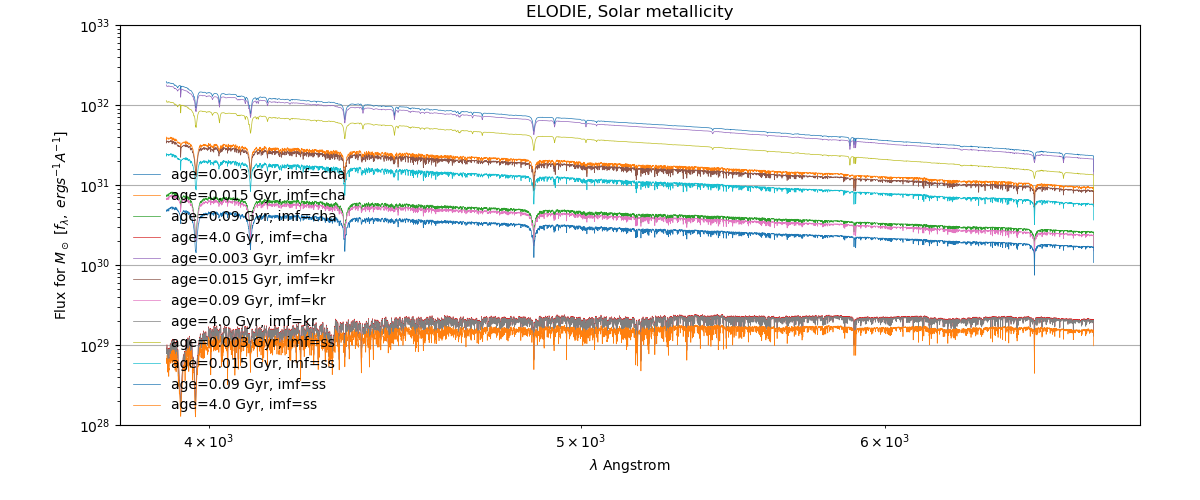 ELODIE, Solar metallicity
10^33
10^32
10^31
10^30
10^29
10^28
Flux for M_⊙ [f_λ, ergs^−1 A^−1]
age=0.003 Gyr, imf=cha
age=0.015 Gyr, imf=cha
age=0.09 Gyr, imf=cha
age=4.0 Gyr, imf=cha
age=0.003 Gyr, imf=kr
age=0.015 Gyr, imf=kr
age=0.09 Gyr, imf=kr
age=4.0 Gyr, imf=kr
age=0.003 Gyr, imf=ss
age=0.015 Gyr, imf=ss
age=0.09 Gyr, imf=ss
age=4.0 Gyr, imf=ss
4 × 10^3 5 × 10^3 6 × 10^3
λ Angstrom